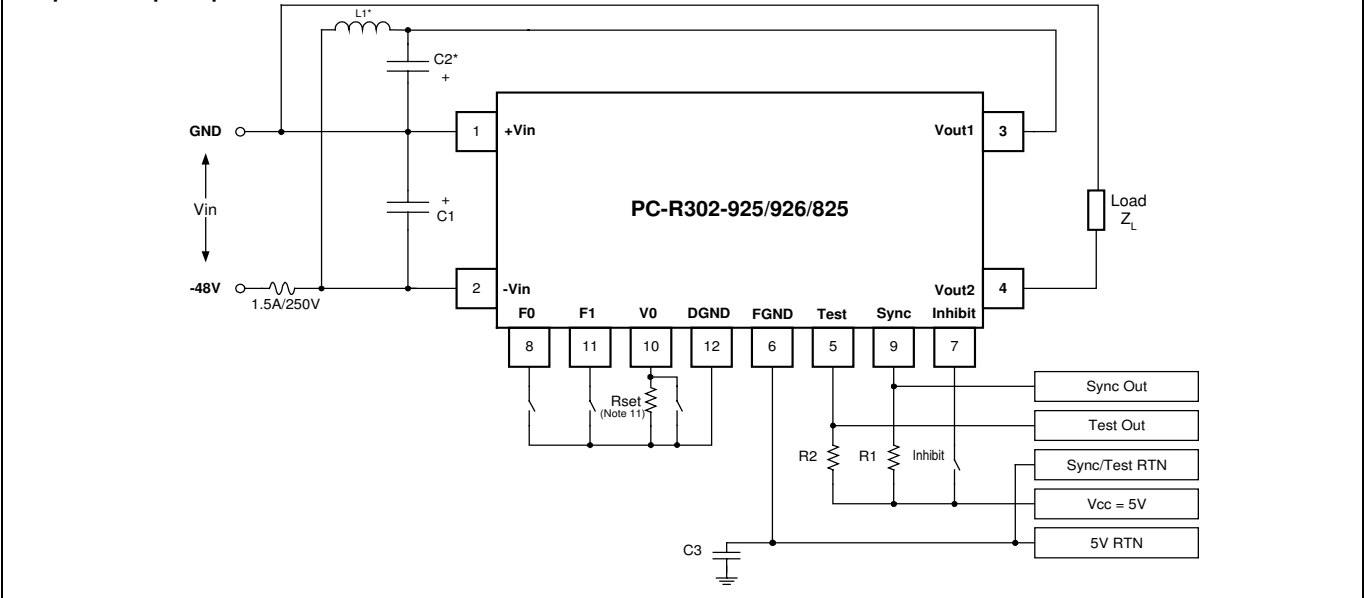 L1*
C2*
+
GND
1
+Vin
Vout1
3
Vin
+
C1
PC-R302-925/926/825
Load
ZL
-48V
1.5A/250V
2
-Vin
Vout2
4
F0
F1
V0
DGND
FGND
Test
Sync
Inhibit
8
11
10
12
6
5
9
7
Rset
(Note 11)
R2
R1
Inhibit
Sync Out
Test Out
Sync/Test RTN
Vcc = 5V
5V RTN
C3